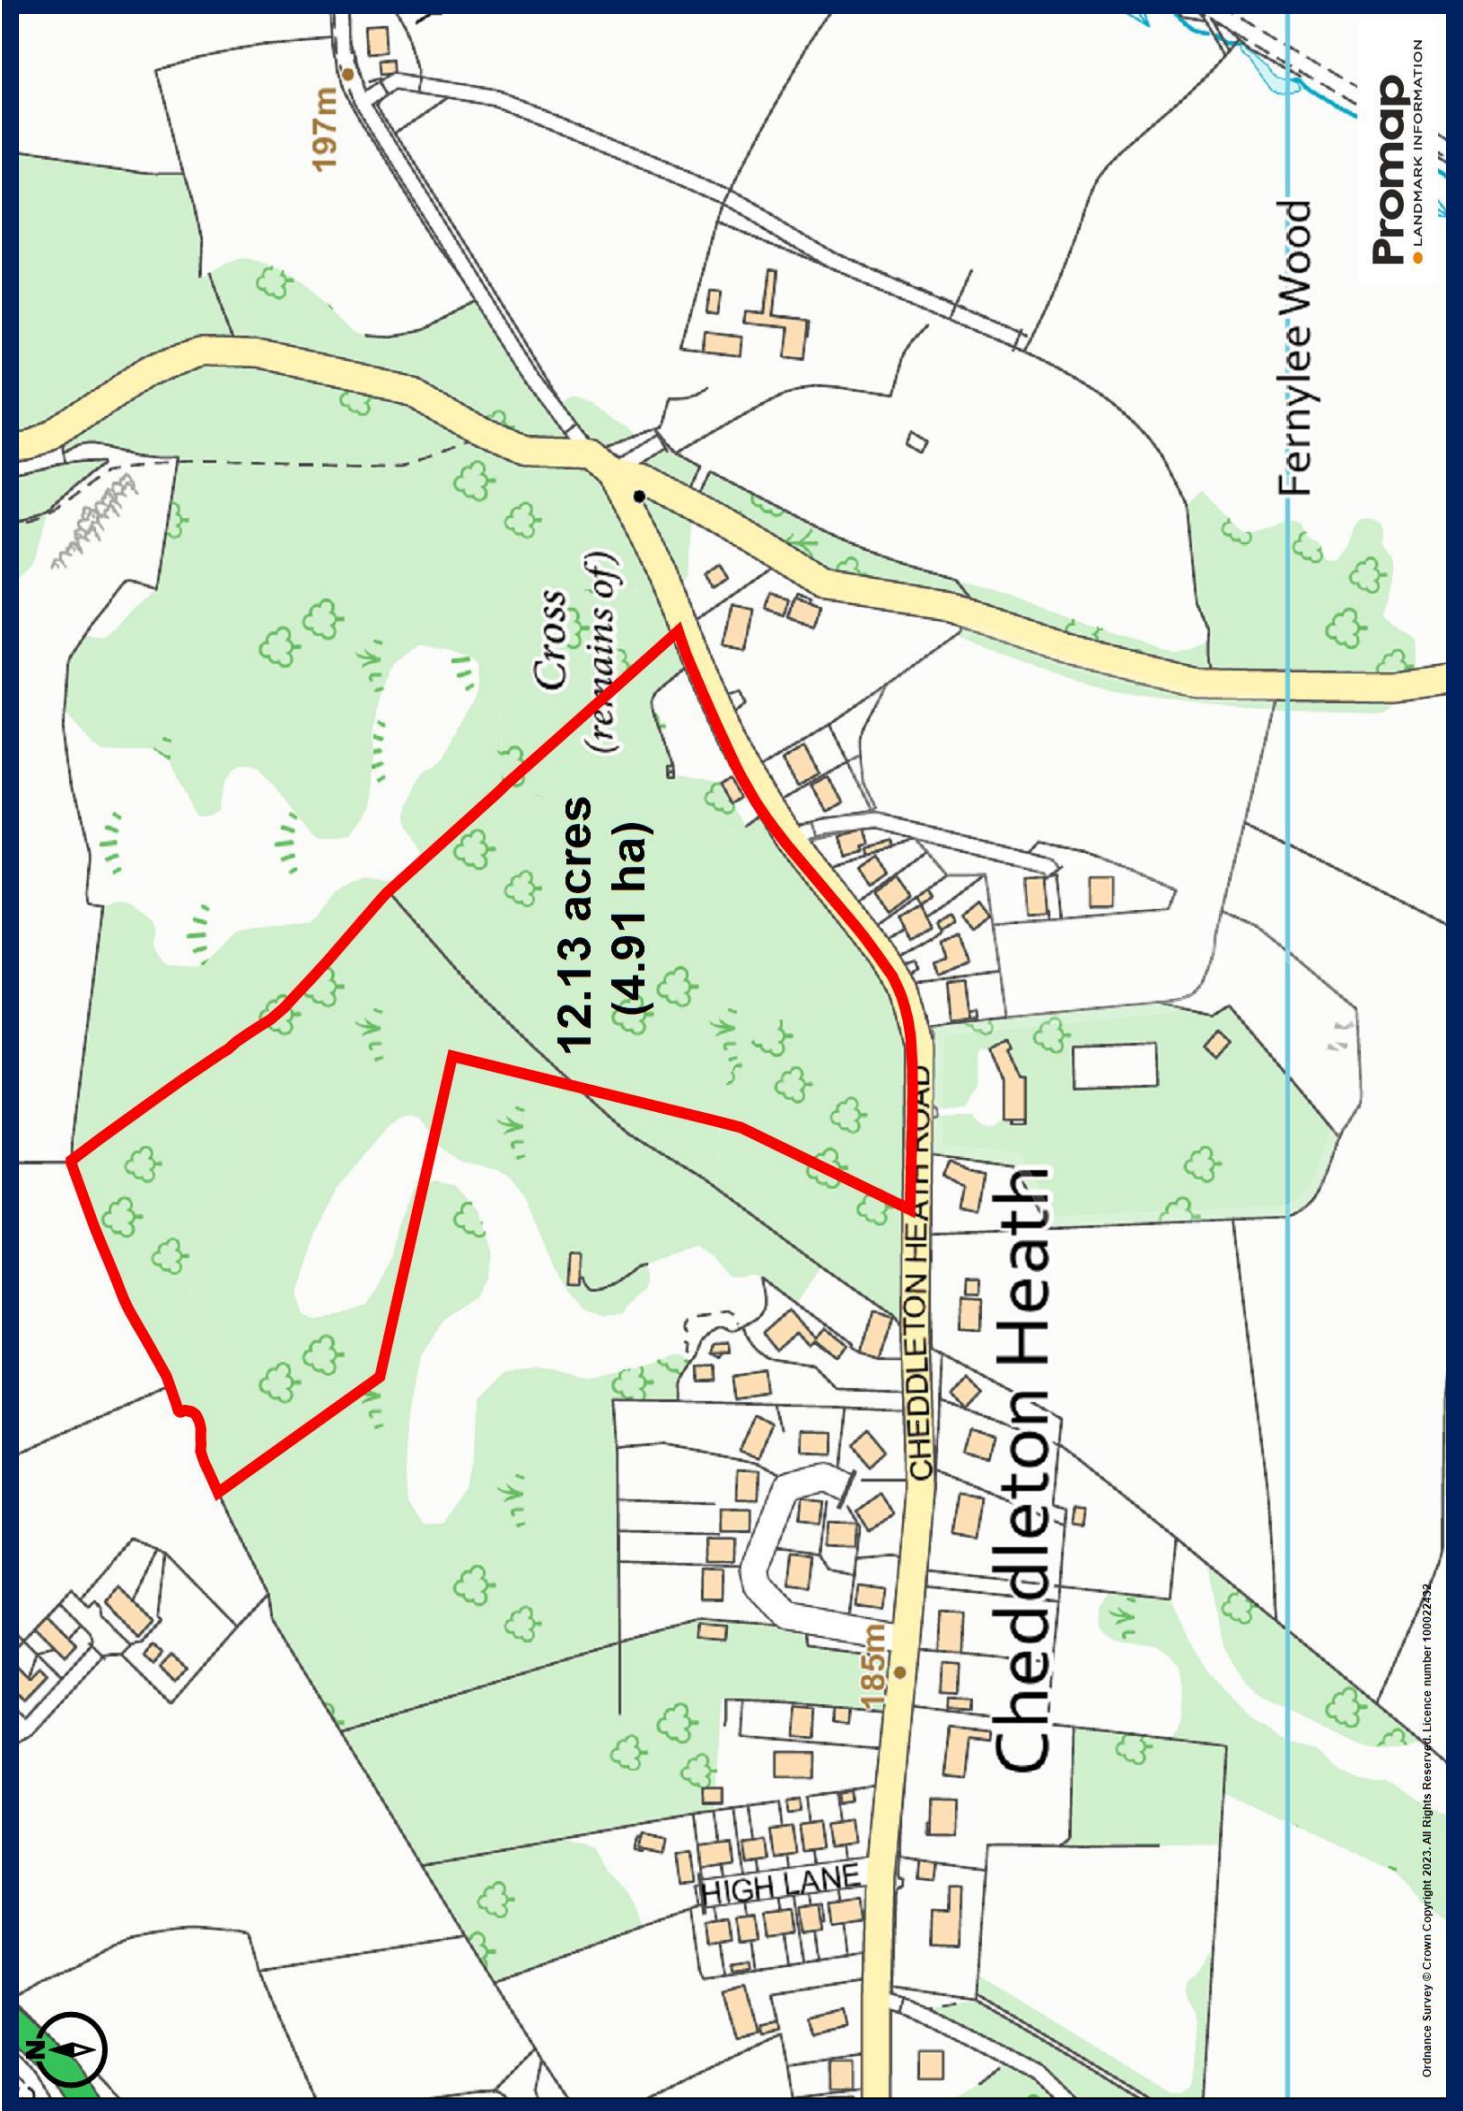 N
197m
Cross
(remains of)
12.13 acres
(4.91 ha)
CHEDDLETON HEATH ROAD
Cheddleton Heath
185m
HIGH LANE
Fernylee Wood
Promap
LANDMARK INFORMATION
Ordnance Survey © Crown Copyright 2023. All Rights Reserved. Licence number 100022432